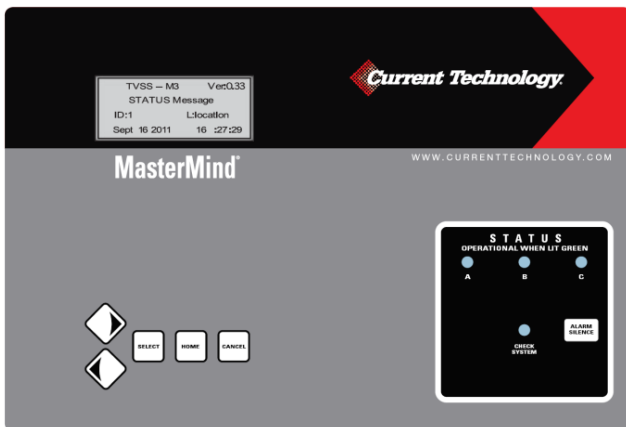 TVSS – M3 Ver:0.33
STATUS Message
ID:1 L:location
Sept 16 2011 16 :27:29
Current Technology.
MasterMind®
WWW.CURRENTTECHNOLOGY.COM
STATUS
OPERATIONAL WHEN LIT GREEN
A B C
SELECT HOME CANCEL
CHECK
SYSTEM
ALARM
SILENCE